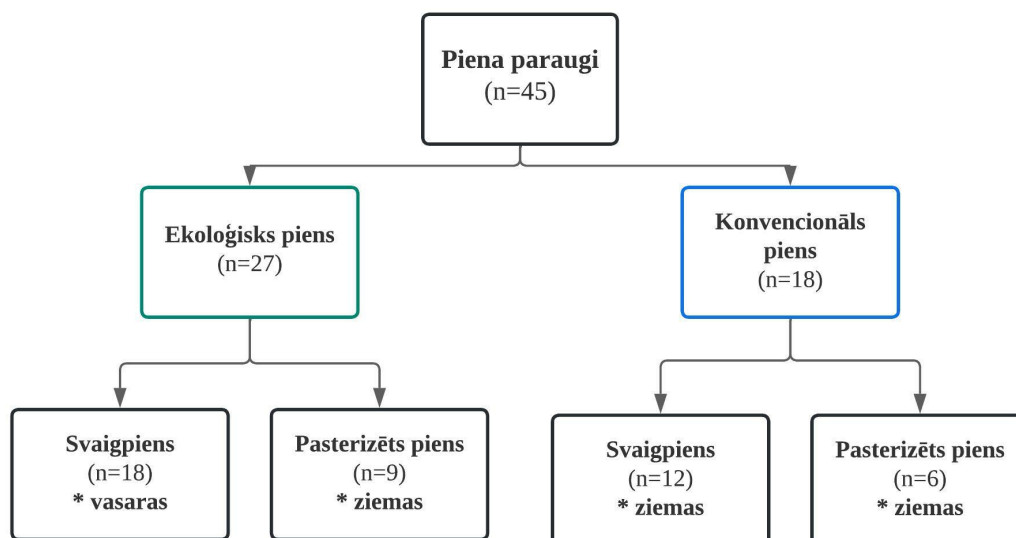 Piena paraugi
(n=45)
Ekoloģisks piens
(n=27)
Konvencionāls
piens
(n=18)
Svaigpiens
(n=18)
* vasaras
Pasterizēts piens
(n=9)
* ziemas
Svaigpiens
(n=12)
* ziemas
Pasterizēts piens
(n=6)
* ziemas